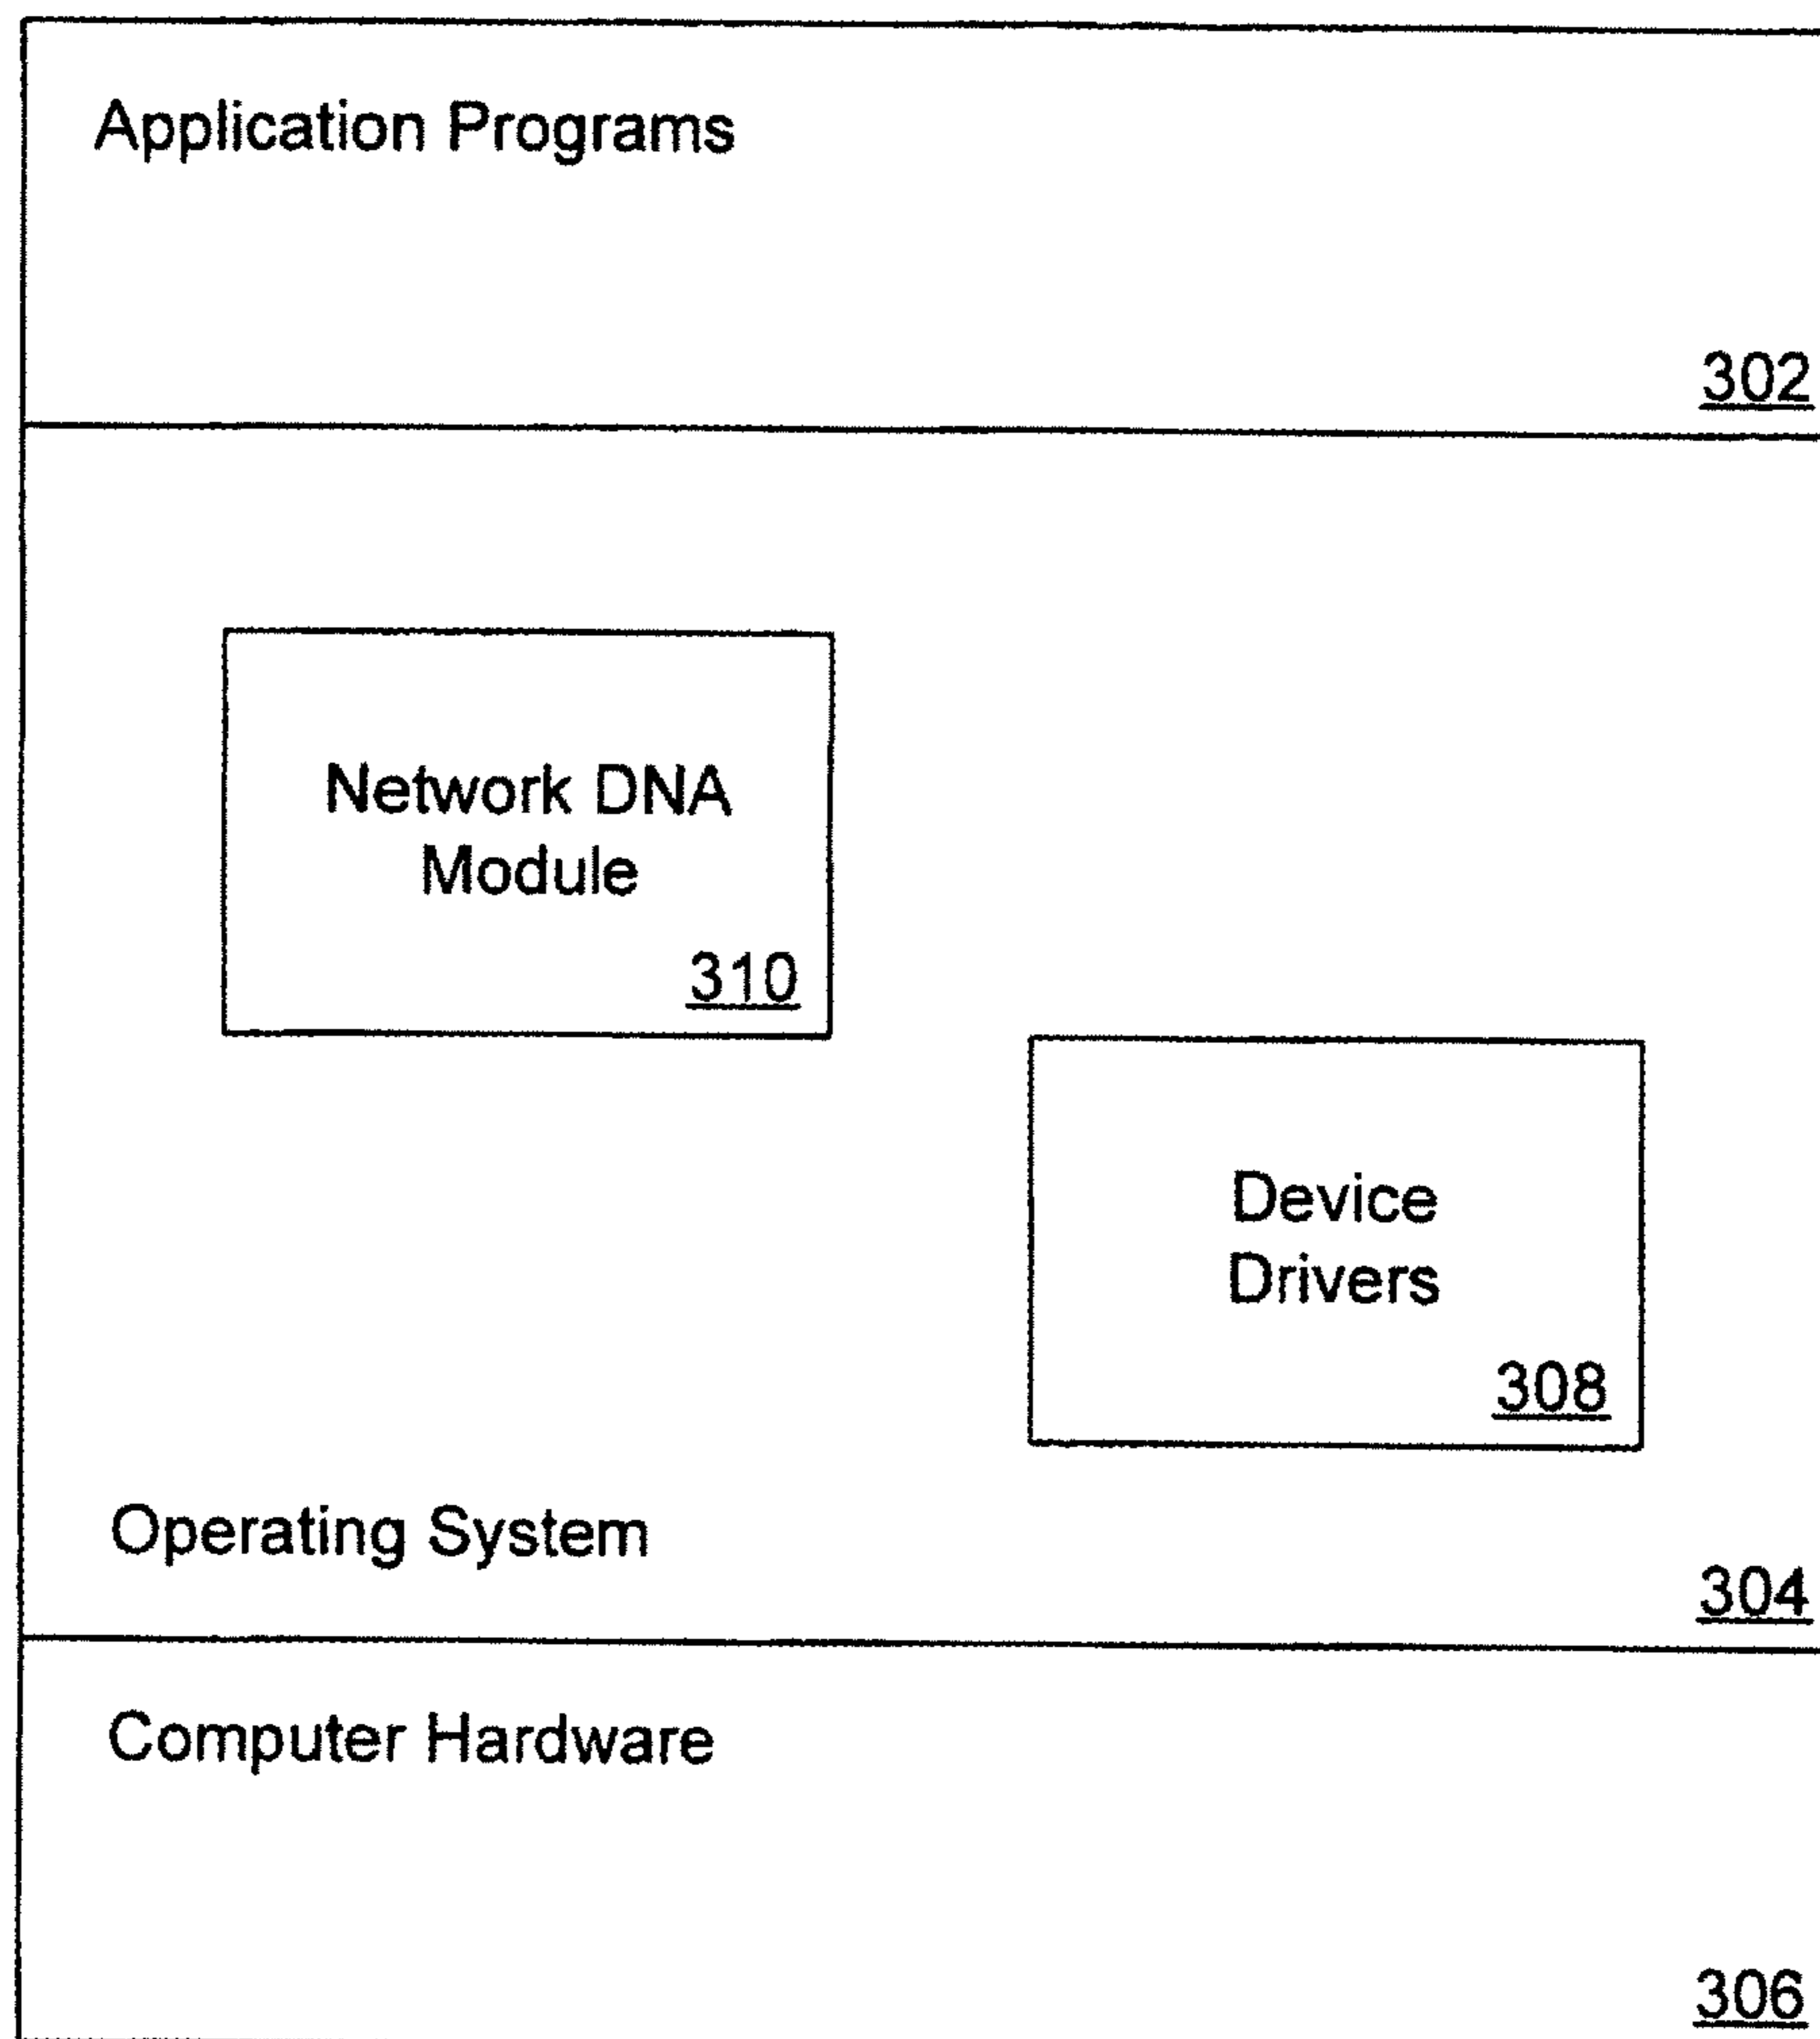 Application Programs
302
Network DNA
Module
310
Device
Drivers
308
Operating System
304
Computer Hardware
306